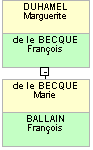 DUHAMEL
Marguerite
de le BECQUE
François
de le BECQUE
Marie
BALLAIN
François